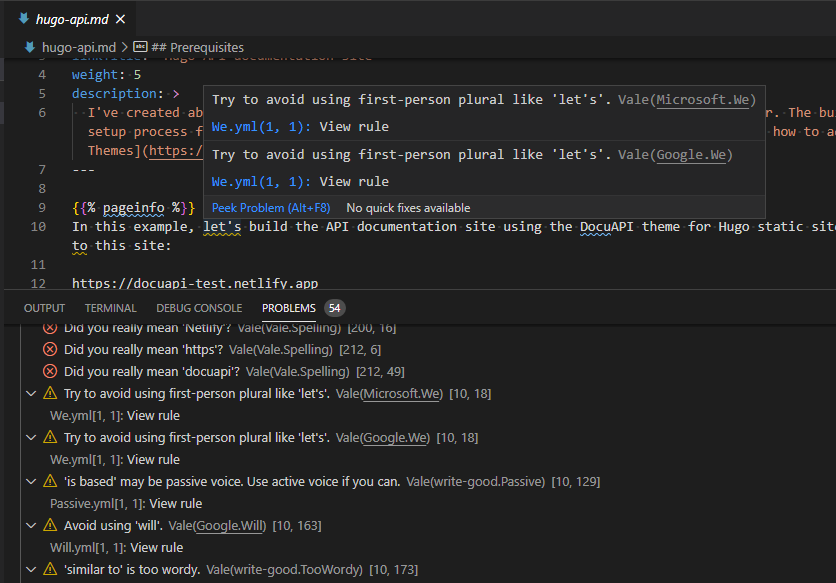 hugo-api.md
hugo-api.md > ## Prerequisites
4 weight: 5
5 description: >
6 I've created ab r. The bu
setup process f how to a
Themes](https:/
7 ---
8
9 {{% pageinfo %}}
10 In this example, let's build the API documentation site using the DocuAPI theme for Hugo static sit
to this site:
11
12 https://docuapi-test.netlify.app
Try to avoid using first-person plural like 'let's'. Vale(Microsoft.We)
We.yml(1, 1): View rule
Try to avoid using first-person plural like 'let's'. Vale(Google.We)
We.yml(1, 1): View rule
Peek Problem (Alt+F8) No quick fixes available
OUTPUT TERMINAL DEBUG CONSOLE PROBLEMS 54
Did you really mean 'Netlify'? Vale(Vale.Spelling) [200, 16]
Did you really mean 'https'? Vale(Vale.Spelling) [212, 6]
Did you really mean 'docuapi'? Vale(Vale.Spelling) [212, 49]
Try to avoid using first-person plural like 'let's'. Vale(Microsoft.We) [10, 18]
We.yml[1, 1]: View rule
Try to avoid using first-person plural like 'let's'. Vale(Google.We) [10, 18]
We.yml[1, 1]: View rule
'is based' may be passive voice. Use active voice if you can. Vale(write-good.Passive) [10, 129]
Passive.yml[1, 1]: View rule
Avoid using 'will'. Vale(Google.Will) [10, 163]
Will.yml[1, 1]: View rule
'similar to' is too wordy. Vale(write-good.TooWordy) [10, 173]